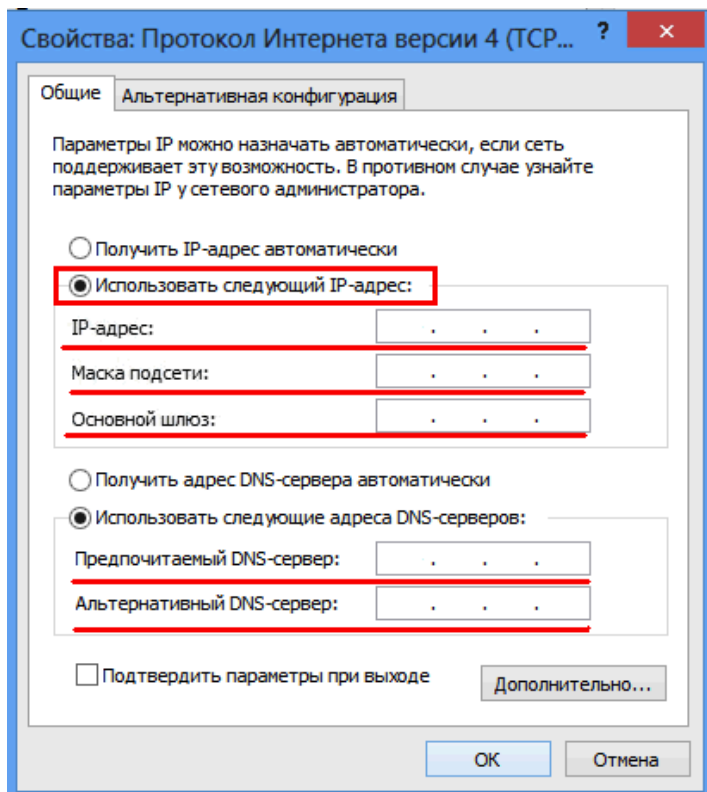 Свойства: Протокол Интернета версии 4 (TCP... ? ×
Общие Альтернативная конфигурация
Параметры IP можно назначать автоматически, если сеть
поддерживает эту возможность. В противном случае узнайте
параметры IP у сетевого администратора.
Получить IP-адрес автоматически
Использовать следующий IP-адрес:
IP-адрес: . . .
Маска подсети: . . .
Основной шлюз: . . .
Получить адрес DNS-сервера автоматически
Использовать следующие адреса DNS-серверов:
Предпочитаемый DNS-сервер: . . .
Альтернативный DNS-сервер: . . .
Подтвердить параметры при выходе
Дополнительно...
ОК Отмена